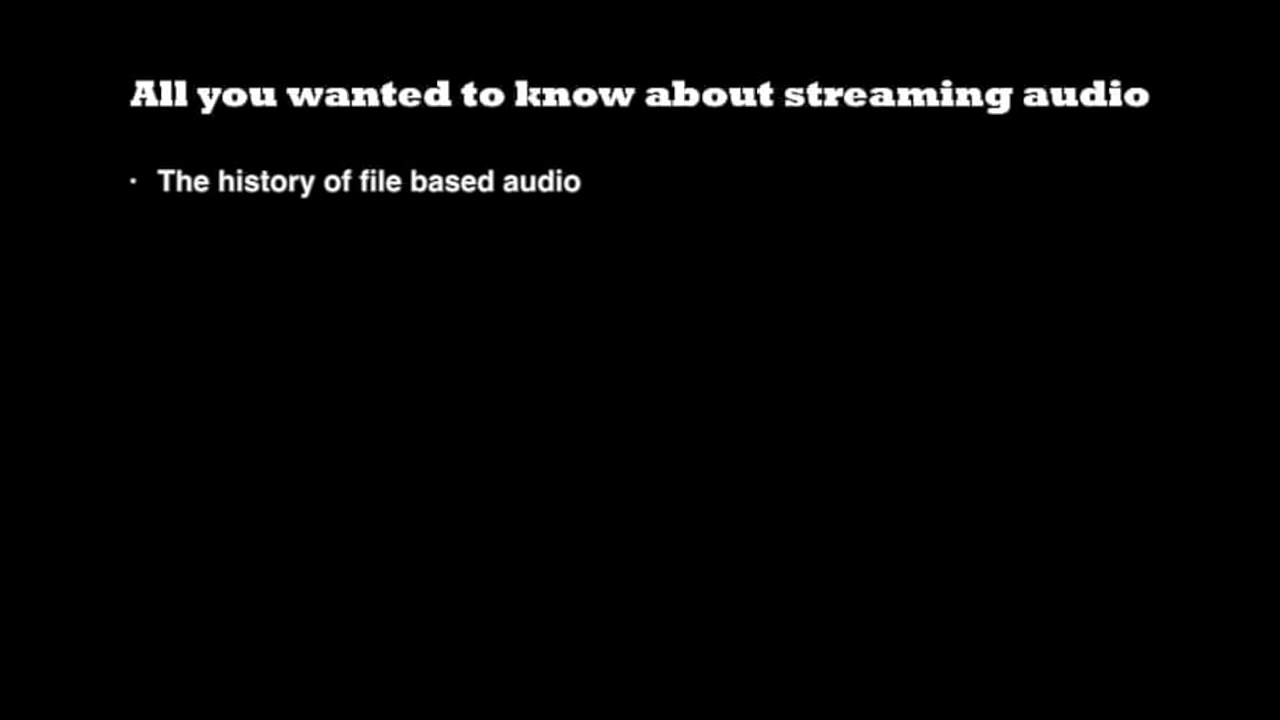 All you wanted to know about streaming audio
· The history of file based audio